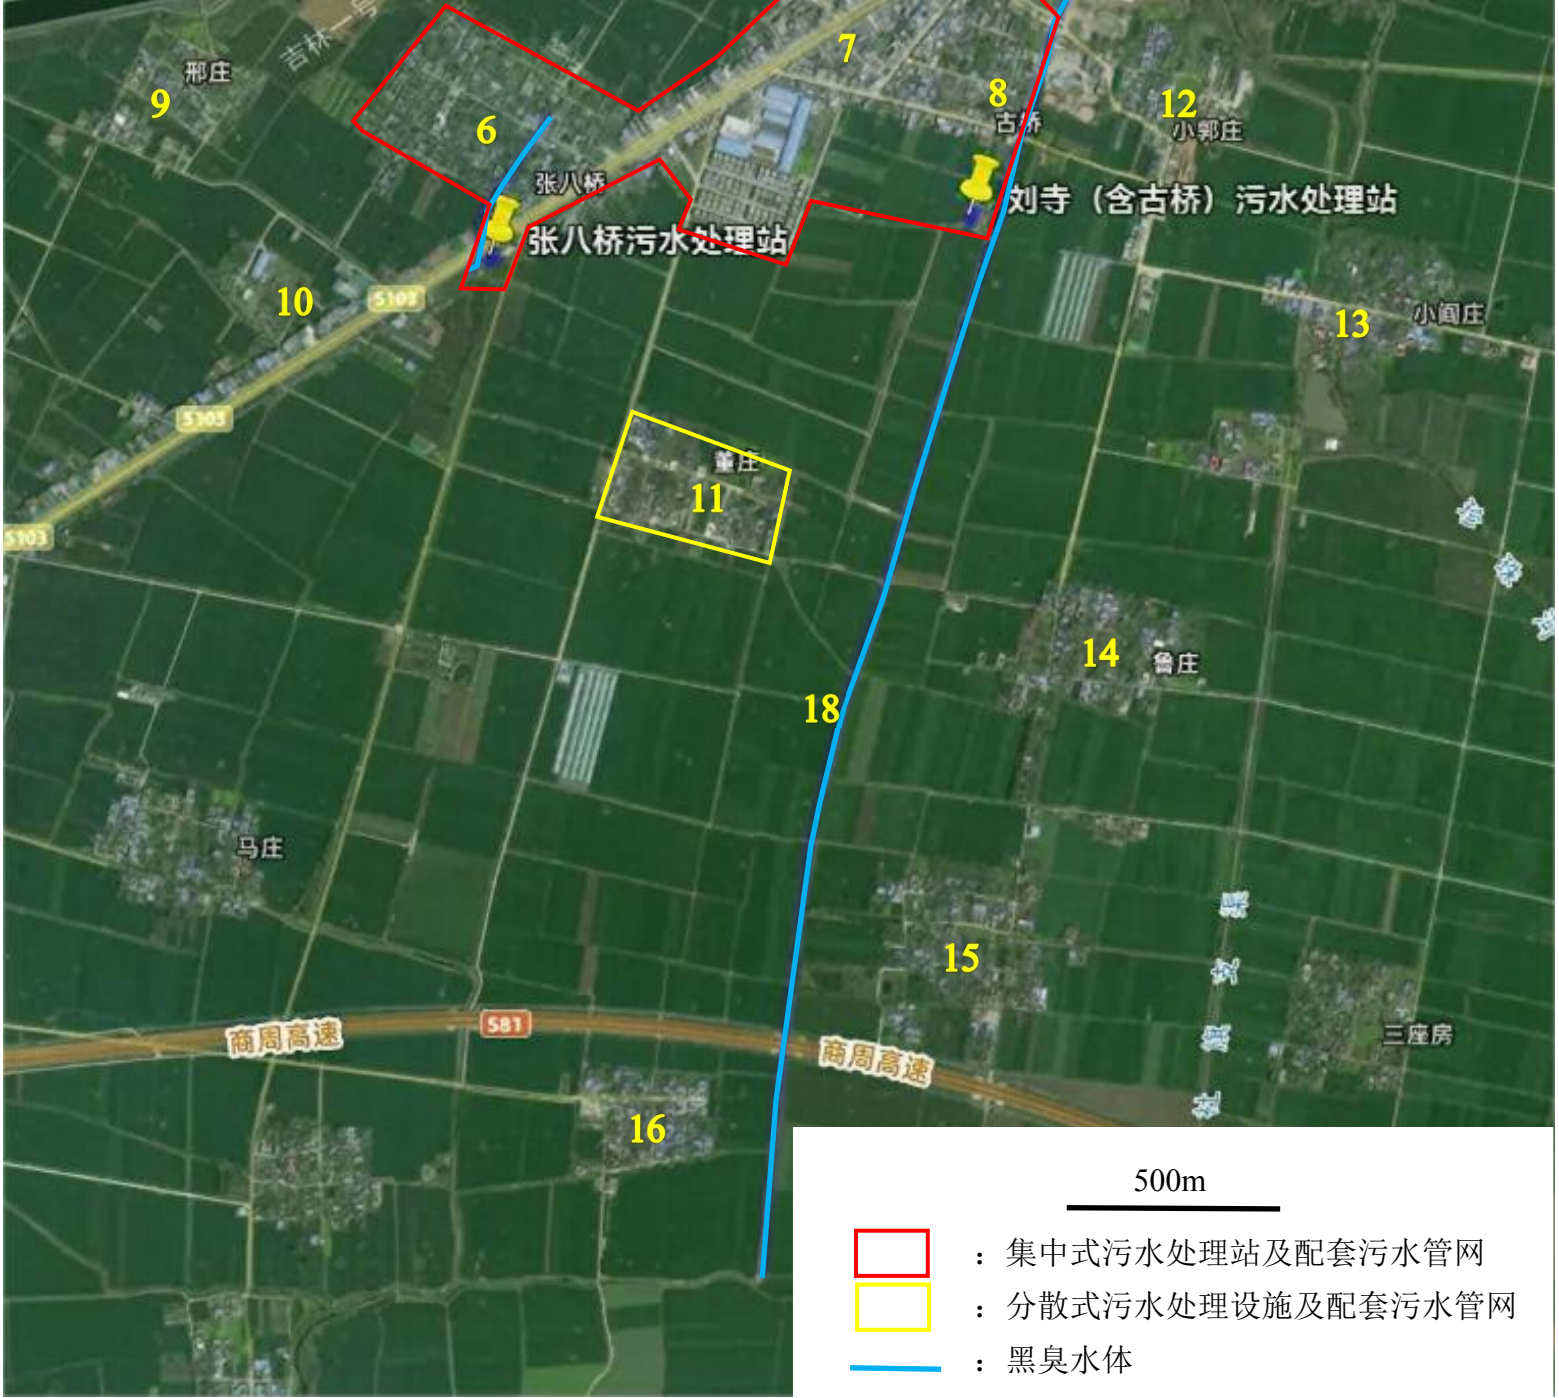 吉林一号
邢庄
9
7
8
12
古桥
小郭庄
6
张八桥
刘寺（含古桥）污水处理站
张八桥污水处理站
10
S103
13
小阎庄
S103
董庄
11
S103
14
鲁庄
18
马庄
15
三座房
商周高速
S81
商周高速
16
500m
：集中式污水处理站及配套污水管网
：分散式污水处理设施及配套污水管网
：黑臭水体